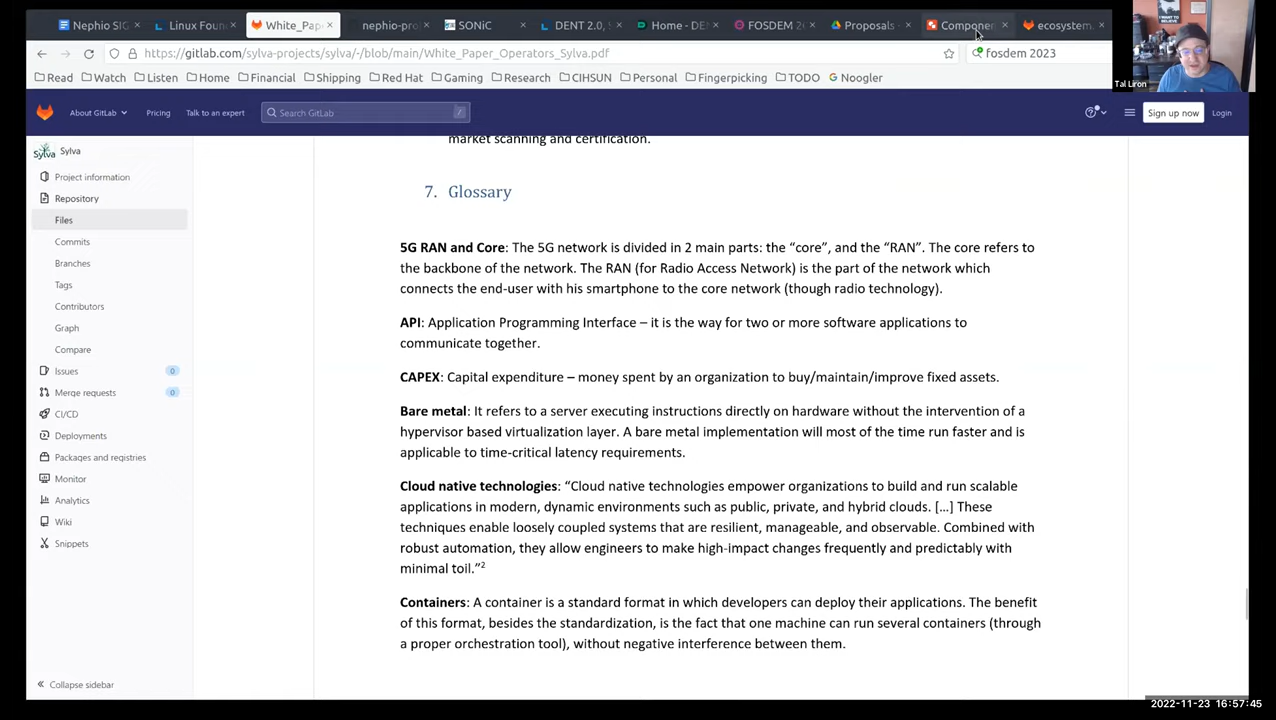 Nephio SIG
Linux Foun
White_Pap
nephio-pro
SONiC
DENT 2.0,
Home - DE
FOSDEM 20
Proposals
Componen
ecosystem.
https://gitlab.com/sylva-projects/sylva/-/blob/main/White_Paper_Operators_Sylva.pdf
fosdem 2023
Read
Watch
Listen
Home
Financial
Shipping
Red Hat
Gaming
Research
CIHSUN
Personal
Fingerpicking
TODO
Noogler
Tal Liron
About GitLab
Pricing
Talk to an expert
Search GitLab
Sign up now
Login
Sylva
Sylva
Project information
Repository
Files
Commits
Branches
Tags
Contributors
Graph
Compare
Issues 0
Merge requests 0
CI/CD
Deployments
Packages and registries
Monitor
Analytics
Wiki
Snippets
Collapse sidebar
market scanning and certification.
7. Glossary
5G RAN and Core: The 5G network is divided in 2 main parts: the “core”, and the “RAN”. The core refers to
the backbone of the network. The RAN (for Radio Access Network) is the part of the network which
connects the end-user with his smartphone to the core network (though radio technology).
API: Application Programming Interface – it is the way for two or more software applications to
communicate together.
CAPEX: Capital expenditure – money spent by an organization to buy/maintain/improve fixed assets.
Bare metal: It refers to a server executing instructions directly on hardware without the intervention of a
hypervisor based virtualization layer. A bare metal implementation will most of the time run faster and is
applicable to time-critical latency requirements.
Cloud native technologies: “Cloud native technologies empower organizations to build and run scalable
applications in modern, dynamic environments such as public, private, and hybrid clouds. […] These
techniques enable loosely coupled systems that are resilient, manageable, and observable. Combined with
robust automation, they allow engineers to make high-impact changes frequently and predictably with
minimal toil.”2
Containers: A container is a standard format in which developers can deploy their applications. The benefit
of this format, besides the standardization, is the fact that one machine can run several containers (through
a proper orchestration tool), without negative interference between them.
2022-11-23 16:57:45